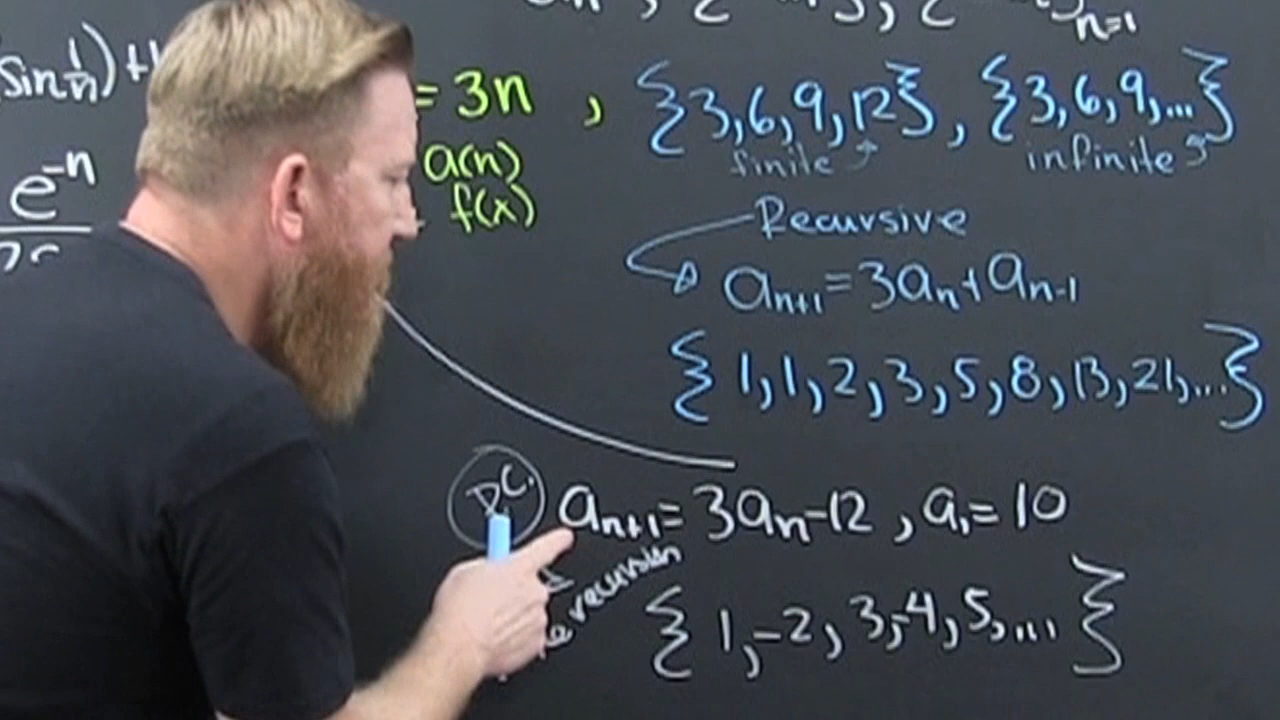 n=1
sin 1/n)
= 3n , {3,6,9,12} , {3,6,9,...}
finite infinite
a(n)
f(x)
e^-n
Recursive
a_n+1 = 3a_n + a_n-1
{1,1,2,3,5,8,13,21,...}
a_n+1 = 3a_n - 12 , a_1 = 10
recursion
{1,-2,3,-4,5,...}